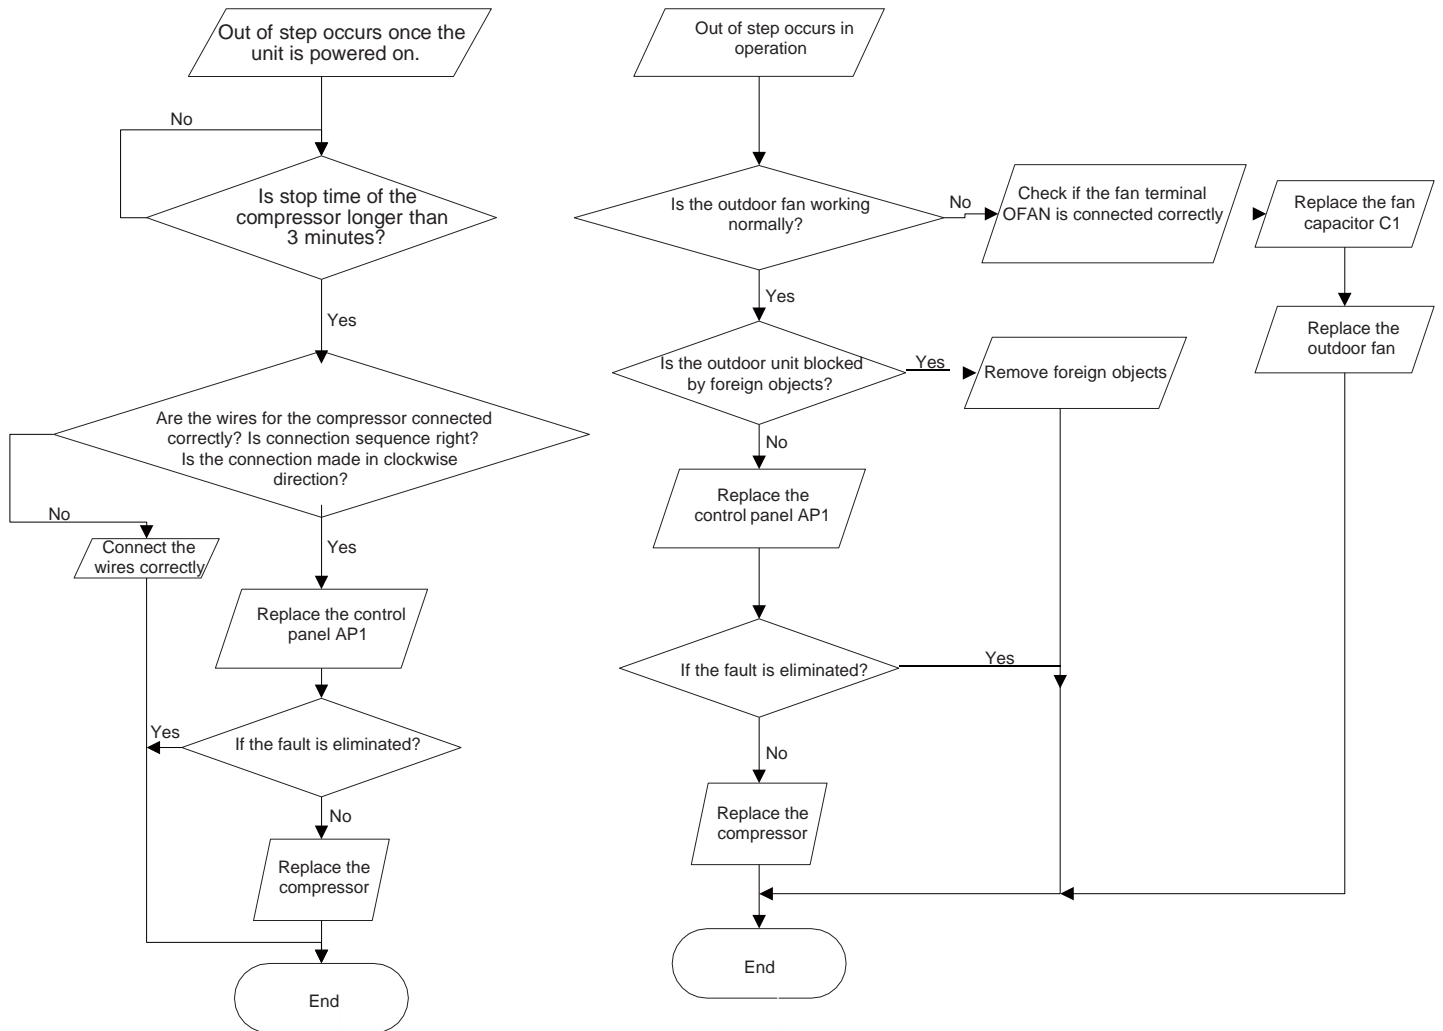 Out of step occurs once the
unit is powered on.
No
Is stop time of the
compressor longer than
3 minutes?
Yes
Are the wires for the compressor connected
correctly? Is connection sequence right?
Is the connection made in clockwise
direction?
No
Connect the
wires correctly
Yes
Replace the control
panel AP1
Yes
If the fault is eliminated?
No
Replace the
compressor
End
Out of step occurs in
operation
Is the outdoor fan working
normally?
No
Check if the fan terminal
OFAN is connected correctly
Replace the fan
capacitor C1
Replace the
outdoor fan
Yes
Is the outdoor unit blocked
by foreign objects?
Yes
Remove foreign objects
No
Replace the
control panel AP1
If the fault is eliminated?
Yes
No
Replace the
compressor
End